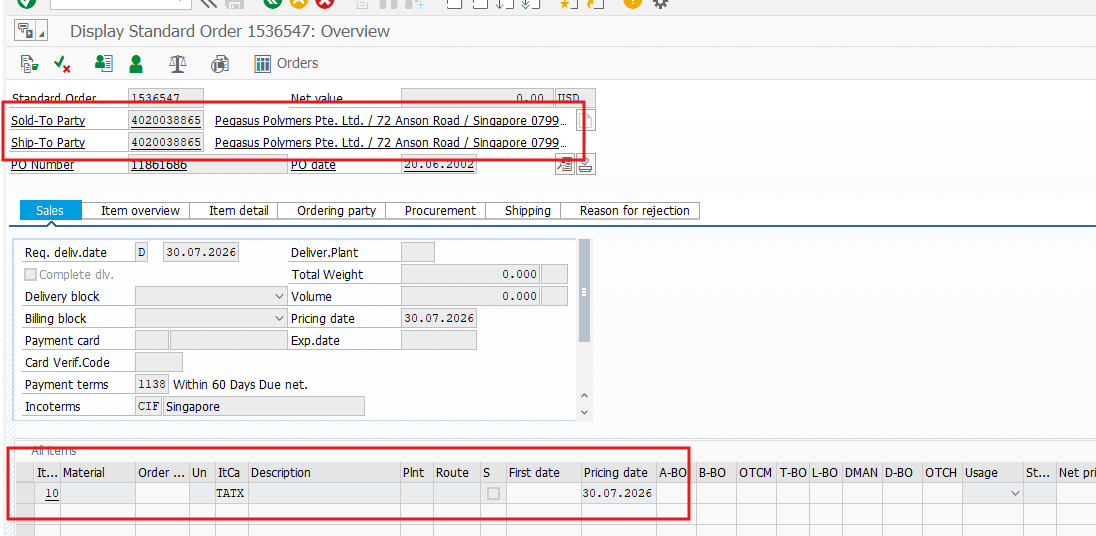 Display Standard Order 1536547: Overview
Orders
Standard Order 1536547 Net value 0.00 USD
Sold-To Party 4020038865 Pegasus Polymers Pte. Ltd. / 72 Anson Road / Singapore 0799...
Ship-To Party 4020038865 Pegasus Polymers Pte. Ltd. / 72 Anson Road / Singapore 0799...
PO Number 11861686 PO date 20.06.2002
Sales Item overview Item detail Ordering party Procurement Shipping Reason for rejection
Req. deliv.date D 30.07.2026 Deliver.Plant
Complete dlv. Total Weight 0.000
Delivery block Volume 0.000
Billing block Pricing date 30.07.2026
Payment card Exp.date
Card Verif.Code
Payment terms 1138 Within 60 Days Due net.
Incoterms CIF Singapore
All items
It... Material Order ... Un ItCa Description Plnt Route S First date Pricing date A-BO B-BO OTCM T-BO L-BO DMAN D-BO OTCH Usage St... Net pri
10 TATX 30.07.2026